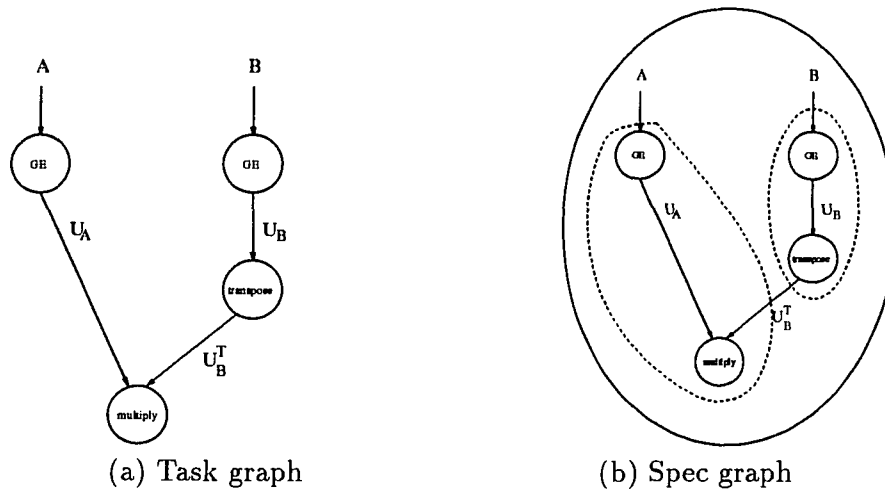 A
B
GE
GE
U_A
U_B
transpose
U_B^T
multiply
(a) Task graph
A
B
GE
GE
U_A
U_B
transpose
U_B^T
multiply
(b) Spec graph